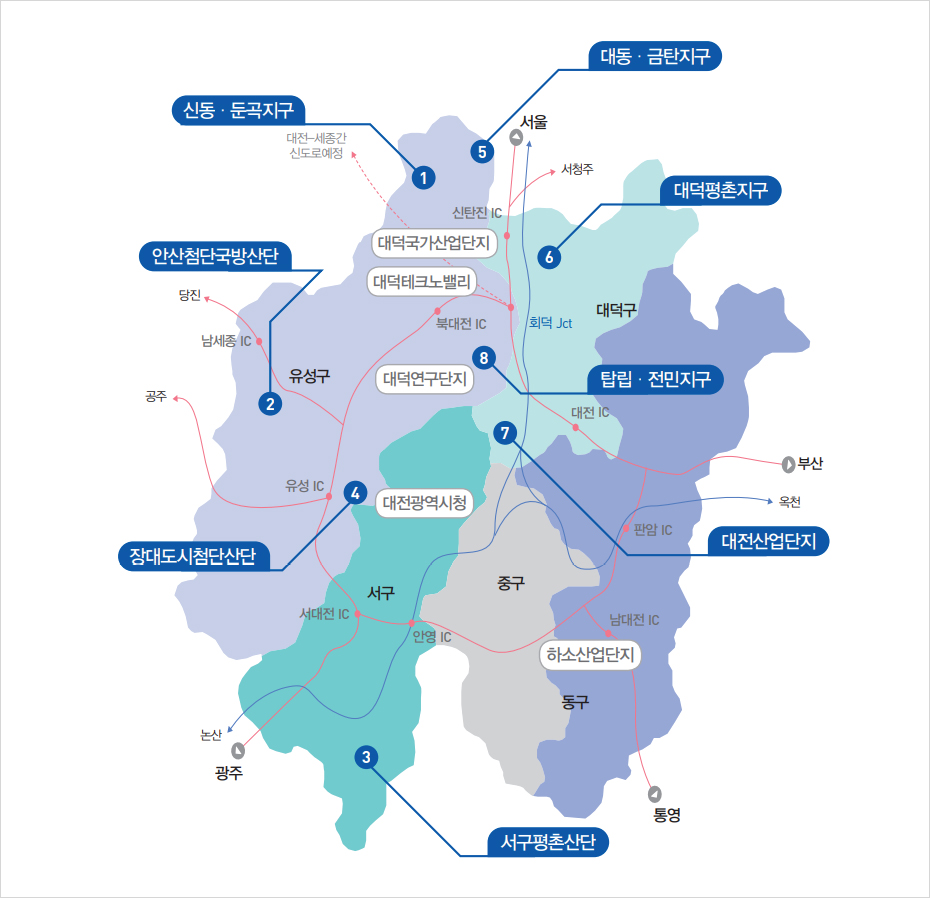 대동 · 금탄지구
신동 · 둔곡지구
서울
대전–세종간
신도로예정
5
서청주
1
대덕평촌지구
신탄진 IC
대덕국가산업단지
안산첨단국방산단
6
대덕테크노밸리
당진
대덕구
북대전 IC
회덕 Jct
남세종 IC
8
유성구
대덕연구단지
탑립 · 전민지구
공주
2
대전 IC
7
부산
유성 IC
4
대전광역시청
옥천
판암 IC
대전산업단지
장대도시첨단산단
중구
서구
서대전 IC
남대전 IC
안영 IC
하소산업단지
동구
논산
3
광주
통영
서구평촌산단